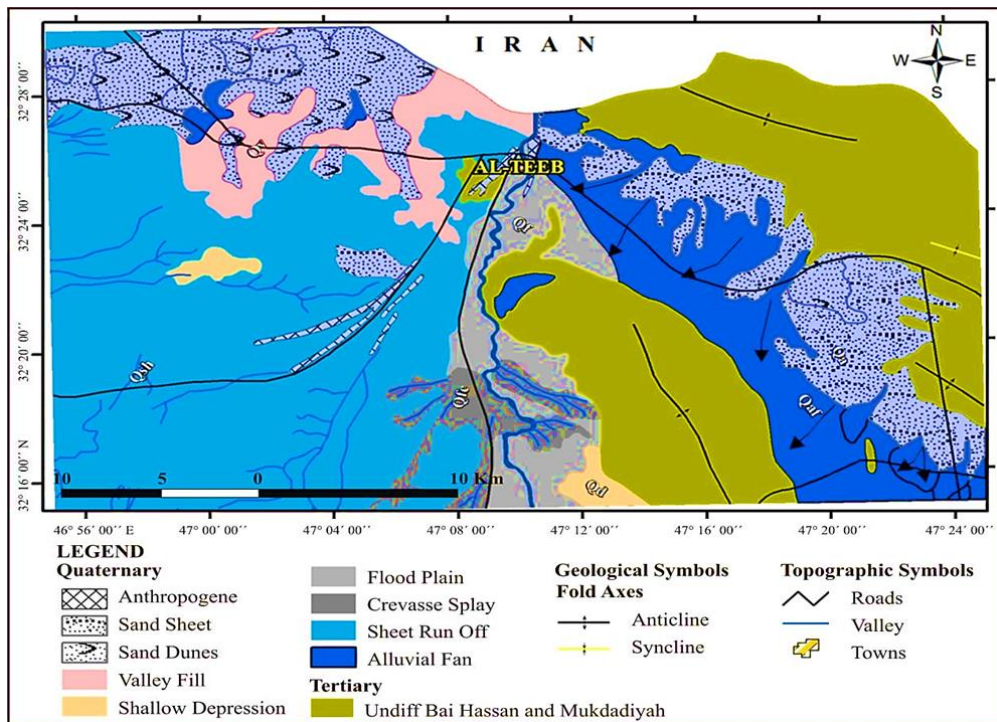 I R A N
N
W E
S
32° 28′ 00″
32° 24′ 00″
32° 20′ 00″
32° 16′ 00″ N
AL-TEEB
Qf
Qsh
Qfc
Qd
Qaf
10 5 0 10 Km
46° 56′ 00″ E 47° 00′ 00″ 47° 04′ 00″ 47° 08′ 00″ 47° 12′ 00″ 47° 16′ 00″ 47° 20′ 00″ 47° 24′ 00″
LEGEND
Quaternary
Anthropogene
Sand Sheet
Sand Dunes
Valley Fill
Shallow Depression
Flood Plain
Crevasse Splay
Sheet Run Off
Alluvial Fan
Tertiary
Undiff Bai Hassan and Mukdadiyah
Geological Symbols
Fold Axes
Anticline
Syncline
Topographic Symbols
Roads
Valley
Towns